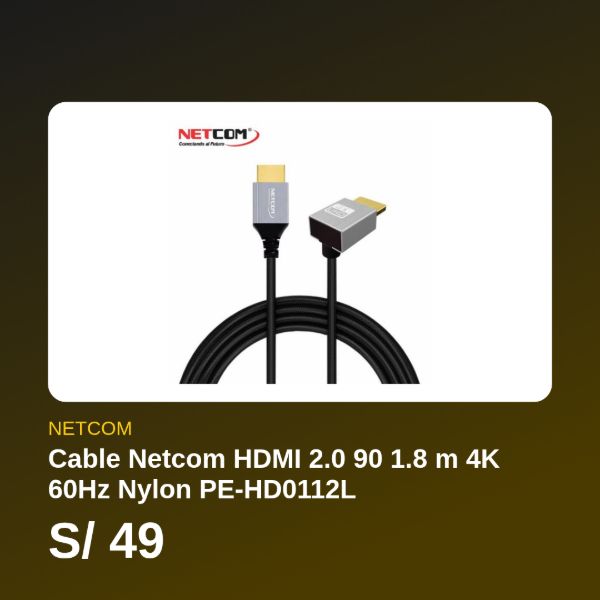 NETCOM
Conectando al Futuro
NETCOM
NETCOM
Cable Netcom HDMI 2.0 90 1.8 m 4K
60Hz Nylon PE-HD0112L
S/ 49